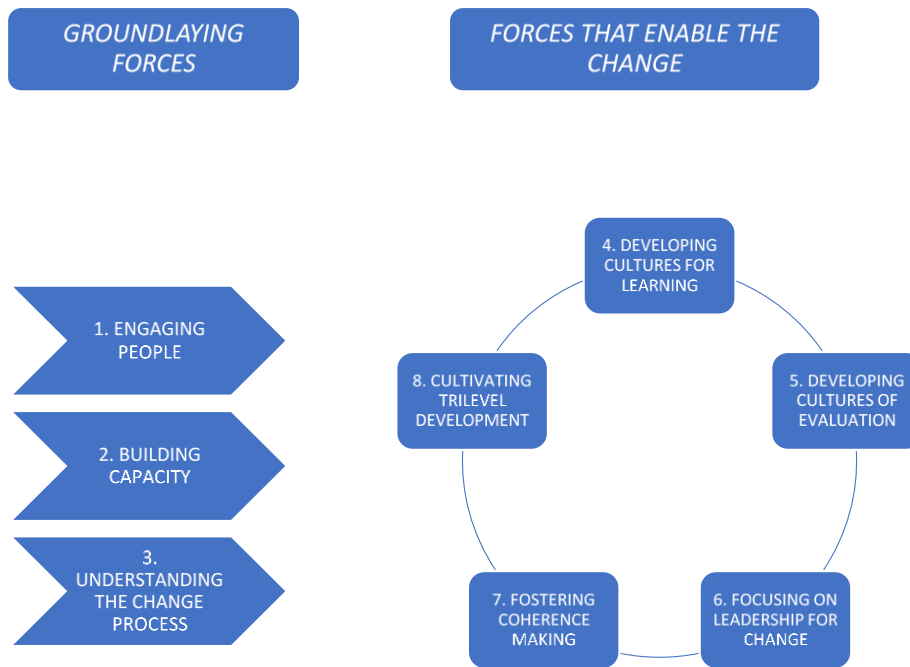 GROUNDLAYING
FORCES
FORCES THAT ENABLE THE
CHANGE
1. ENGAGING
PEOPLE
2. BUILDING
CAPACITY
3.
UNDERSTANDING
THE CHANGE
PROCESS
4. DEVELOPING
CULTURES FOR
LEARNING
5. DEVELOPING
CULTURES OF
EVALUATION
6. FOCUSING ON
LEADERSHIP FOR
CHANGE
7. FOSTERING
COHERENCE
MAKING
8. CULTIVATING
TRILEVEL
DEVELOPMENT